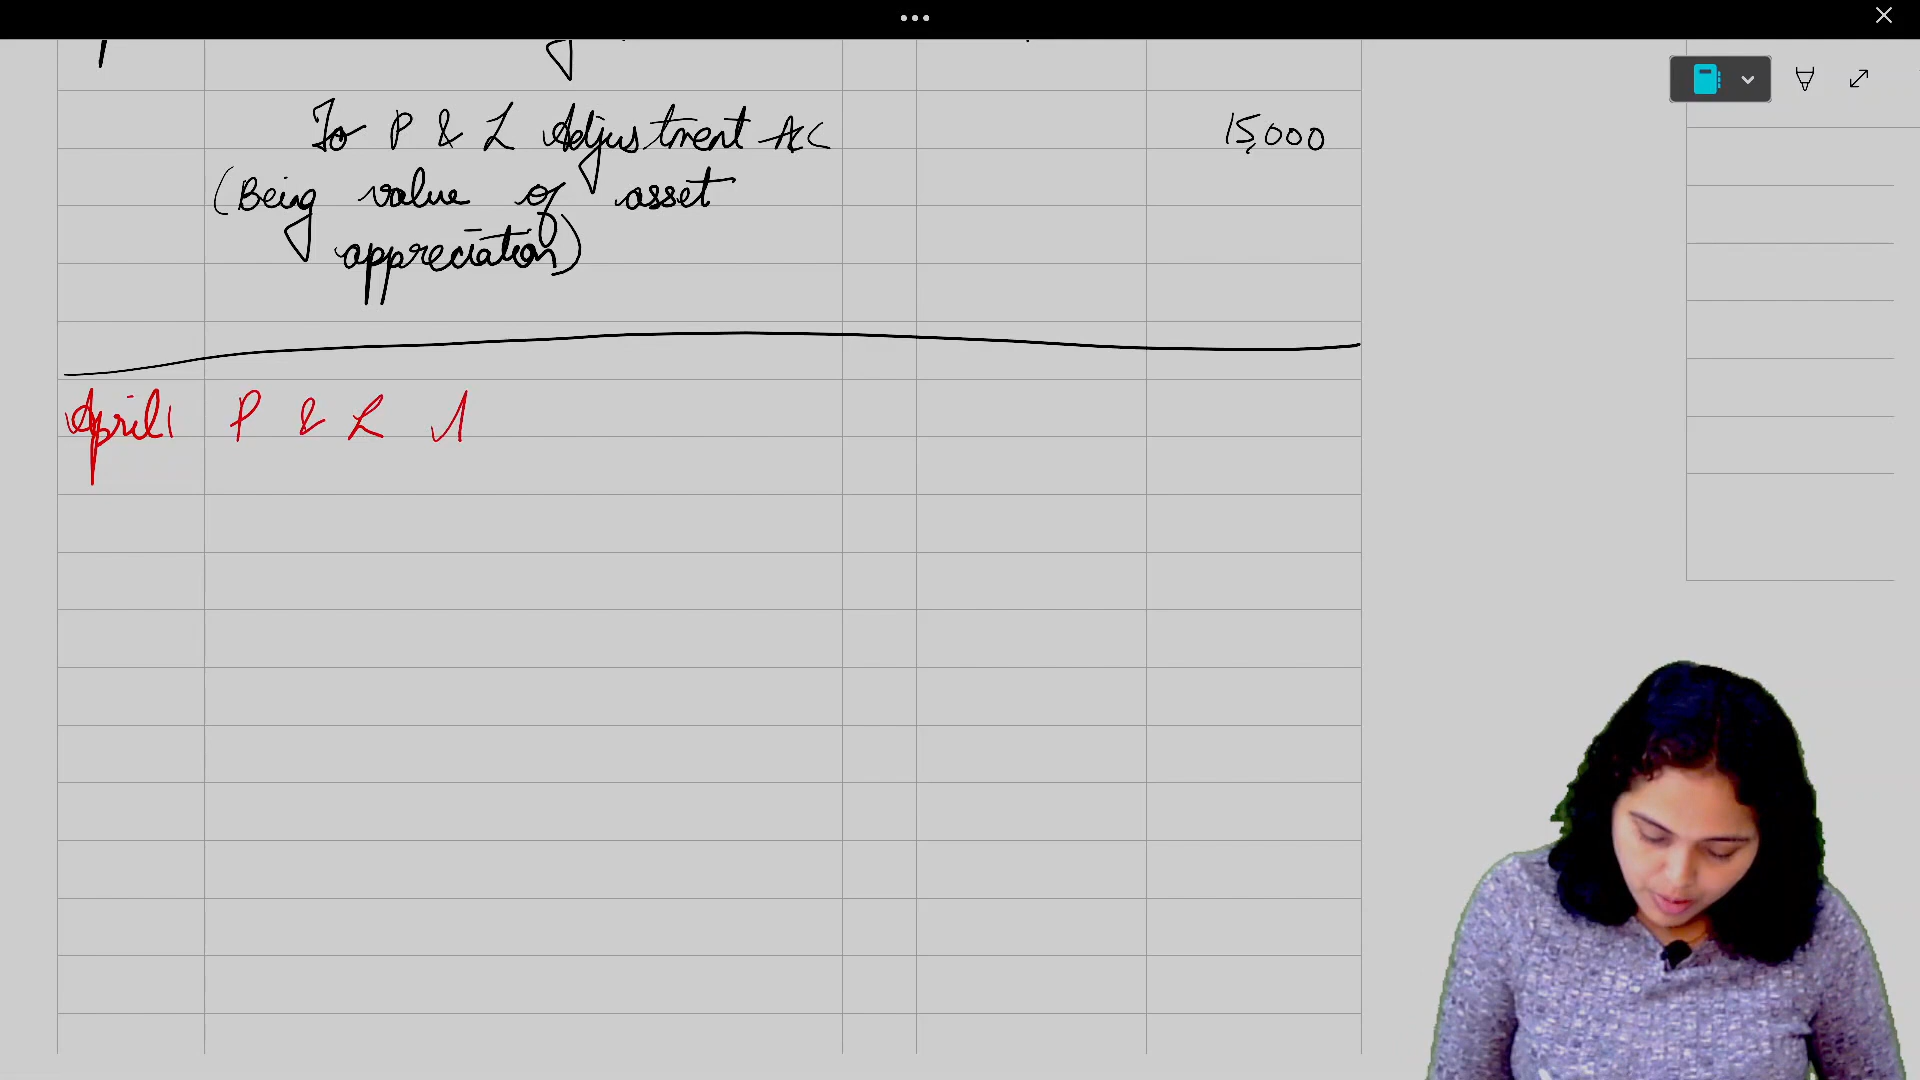 To P & L Adjustment A/C 15,000
(Being value of asset
appreciation)
April 1 P & L A